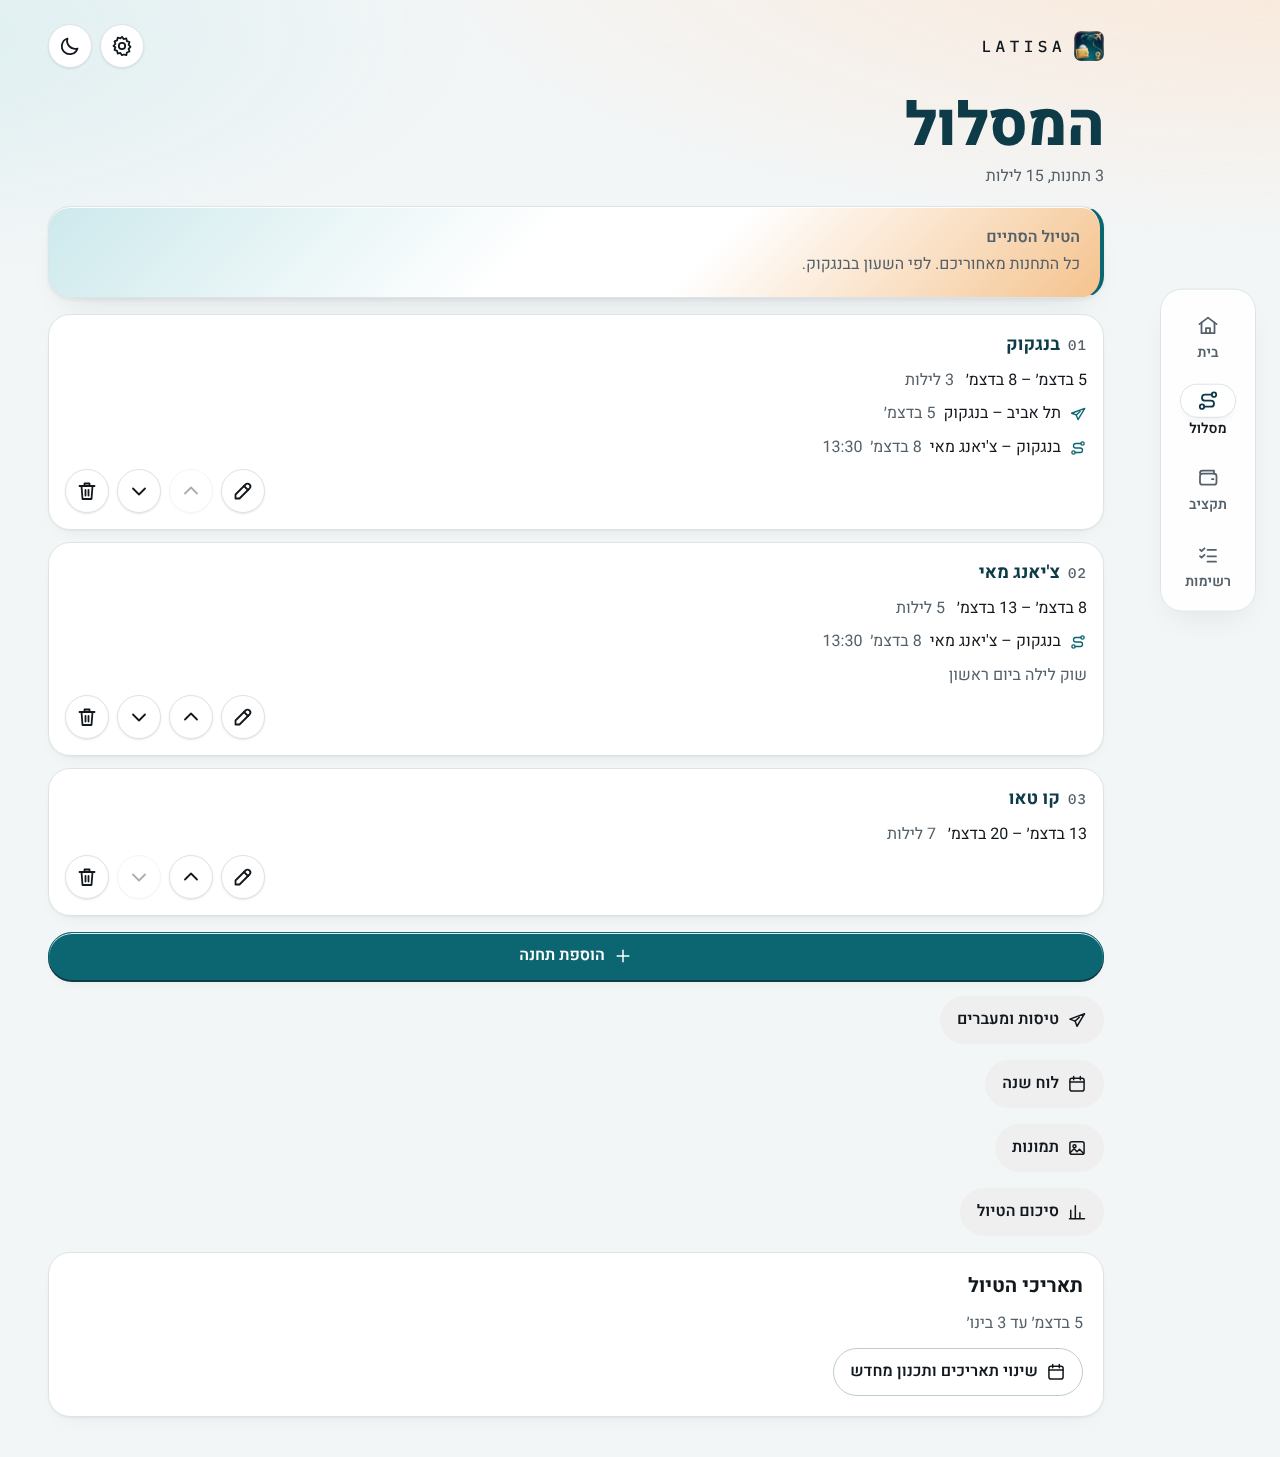 LATISA
המסלול
3 תחנות, 15 לילות
הטיול הסתיים
כל התחנות מאחוריכם. לפי השעון בבנגקוק.
בית
מסלול
תקציב
רשימות
01 בנגקוק
5 בדצמ׳ – 8 בדצמ׳ 3 לילות
תל אביב – בנגקוק 5 בדצמ׳
בנגקוק – צ'יאנג מאי 8 בדצמ׳ 13:30
02 צ'יאנג מאי
8 בדצמ׳ – 13 בדצמ׳ 5 לילות
בנגקוק – צ'יאנג מאי 8 בדצמ׳ 13:30
שוק לילה ביום ראשון
03 קו טאו
13 בדצמ׳ – 20 בדצמ׳ 7 לילות
הוספת תחנה
טיסות ומעברים
לוח שנה
תמונות
סיכום הטיול
תאריכי הטיול
5 בדצמ׳ עד 3 בינו׳
שינוי תאריכים ותכנון מחדש